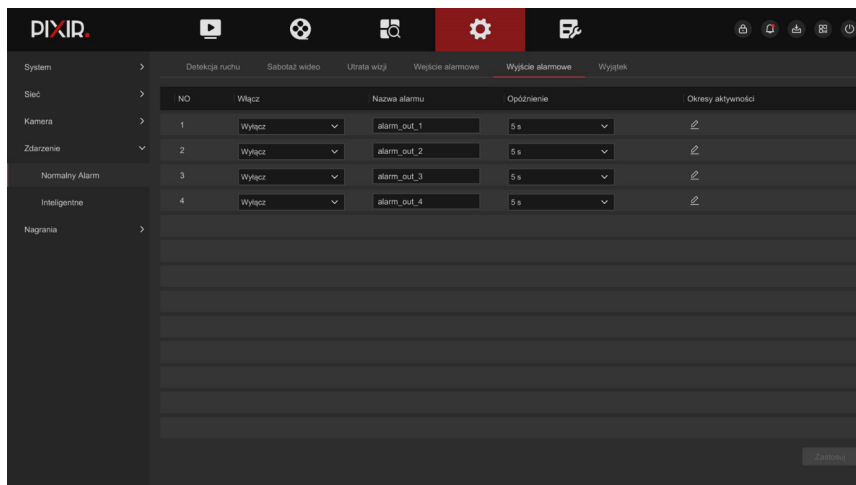 PIXIR.
System
Sieć
Kamera
Zdarzenie
Normalny Alarm
Inteligentne
Nagrania
Detekcja ruchu Sabotaż wideo Utrata wizji Wejście alarmowe Wyjście alarmowe Wyjątek
NO Włącz Nazwa alarmu Opóźnienie Okresy aktywności
1 Wyłącz alarm_out_1 5 s
2 Wyłącz alarm_out_2 5 s
3 Wyłącz alarm_out_3 5 s
4 Wyłącz alarm_out_4 5 s
Zastosuj